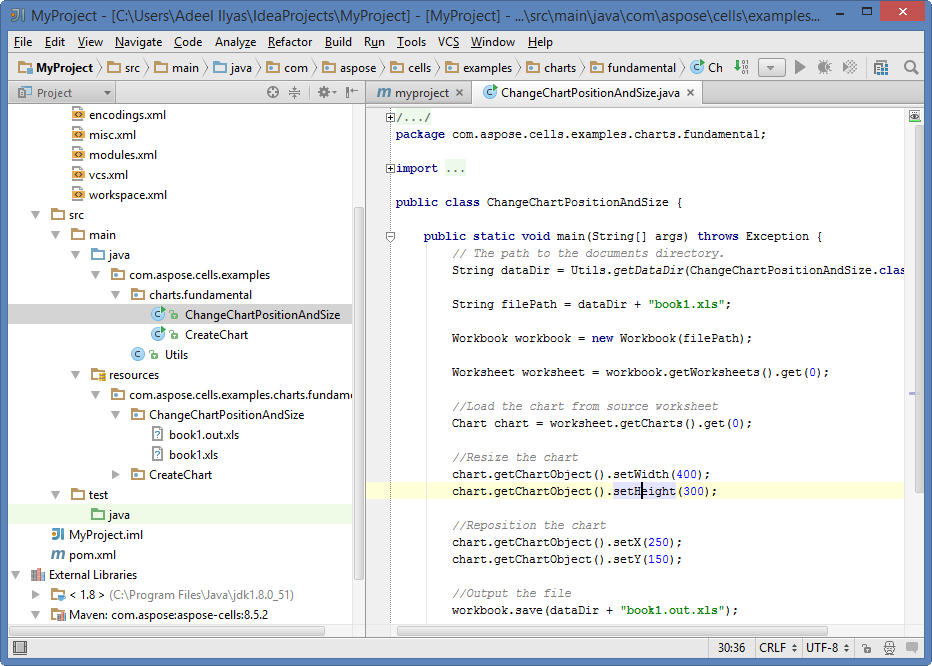 MyProject - [C:\Users\Adeel Ilyas\IdeaProjects\MyProject] - [MyProject] - ...\src\main\java\com\aspose\cells\examples...
File Edit View Navigate Code Analyze Refactor Build Run Tools VCS Window Help
MyProject src main java com aspose cells examples charts fundamental Ch
Project
myproject ChangeChartPositionAndSize.java
encodings.xml
misc.xml
modules.xml
vcs.xml
workspace.xml
src
main
java
com.aspose.cells.examples
charts.fundamental
ChangeChartPositionAndSize
CreateChart
Utils
resources
com.aspose.cells.examples.charts.fundam
ChangeChartPositionAndSize
book1.out.xls
book1.xls
CreateChart
test
java
MyProject.iml
pom.xml
External Libraries
< 1.8 > (C:\Program Files\Java\jdk1.8.0_51)
Maven: com.aspose:aspose-cells:8.5.2
/.../
package com.aspose.cells.examples.charts.fundamental;
import ...
public class ChangeChartPositionAndSize {
public static void main(String[] args) throws Exception {
// The path to the documents directory.
String dataDir = Utils.getDataDir(ChangeChartPositionAndSize.clas
String filePath = dataDir + "book1.xls";
Workbook workbook = new Workbook(filePath);
Worksheet worksheet = workbook.getWorksheets().get(0);
//Load the chart from source worksheet
Chart chart = worksheet.getCharts().get(0);
//Resize the chart
chart.getChartObject().setWidth(400);
chart.getChartObject().setHeight(300);
//Reposition the chart
chart.getChartObject().setX(250);
chart.getChartObject().setY(150);
//Output the file
workbook.save(dataDir + "book1.out.xls");
30:36 CRLF UTF-8